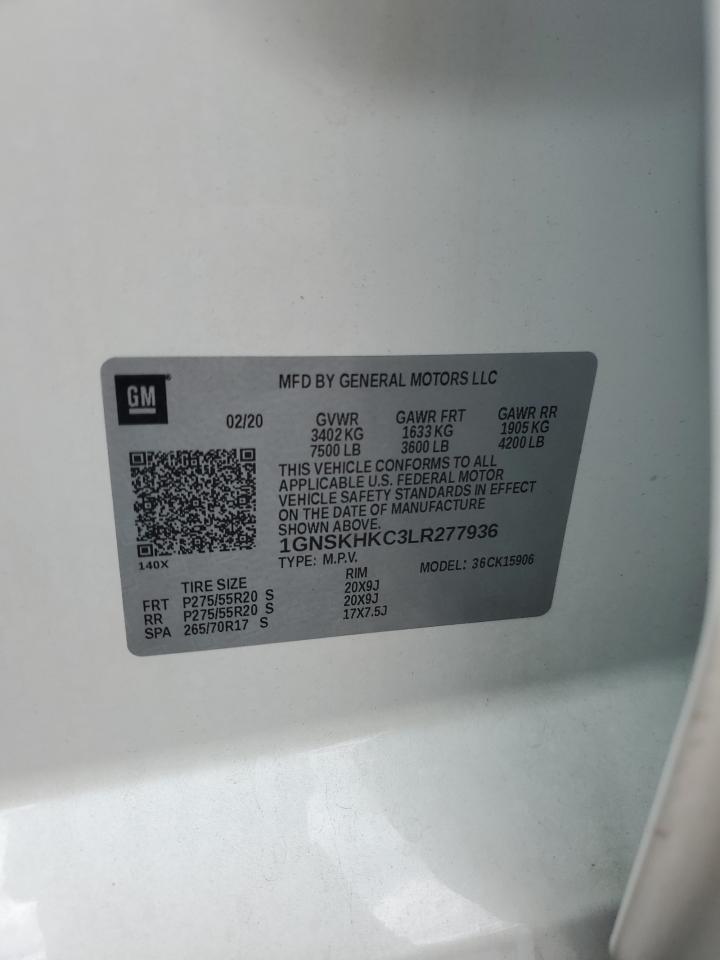 GM ®
MFD BY GENERAL MOTORS LLC
02/20 GVWR GAWR FRT GAWR RR
3402 KG 1633 KG 1905 KG
7500 LB 3600 LB 4200 LB
THIS VEHICLE CONFORMS TO ALL
APPLICABLE U.S. FEDERAL MOTOR
VEHICLE SAFETY STANDARDS IN EFFECT
ON THE DATE OF MANUFACTURE
SHOWN ABOVE.
1GNSKHKC3LR277936
140X
TYPE: M.P.V. MODEL: 36CK15906
TIRE SIZE RIM
FRT P275/55R20 S 20X9J
RR P275/55R20 S 20X9J
SPA 265/70R17 S 17X7.5J